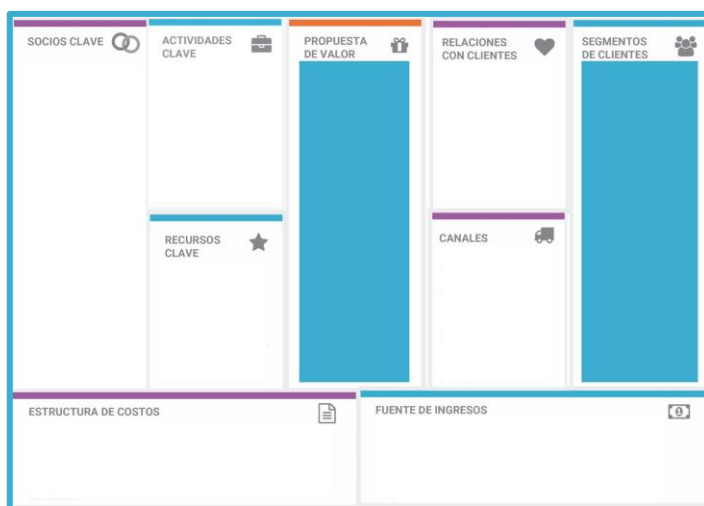 SOCIOS CLAVE
ACTIVIDADES
CLAVE
PROPUESTA
DE VALOR
RELACIONES
CON CLIENTES
SEGMENTOS
DE CLIENTES
RECURSOS
CLAVE
CANALES
ESTRUCTURA DE COSTOS
FUENTE DE INGRESOS